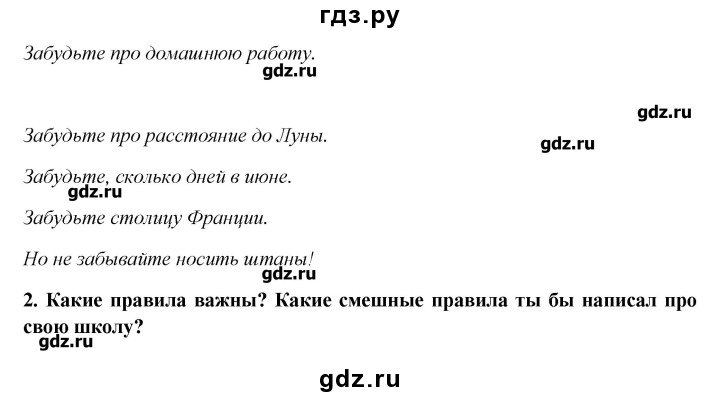 гдз.ру
Забудьте про домашнюю работу.
gdz.ru
gdz.ru
Забудьте про расстояние до Луны.
gdz.ru
Забудьте, сколько дней в июне.
gdz.ru
Забудьте столицу Франции.
Но не забывайте носить штаны!
gdz.ru
2. Какие правила важны? Какие смешные правила ты бы написал про
свою школу?
gdz.ru
gdz.ru